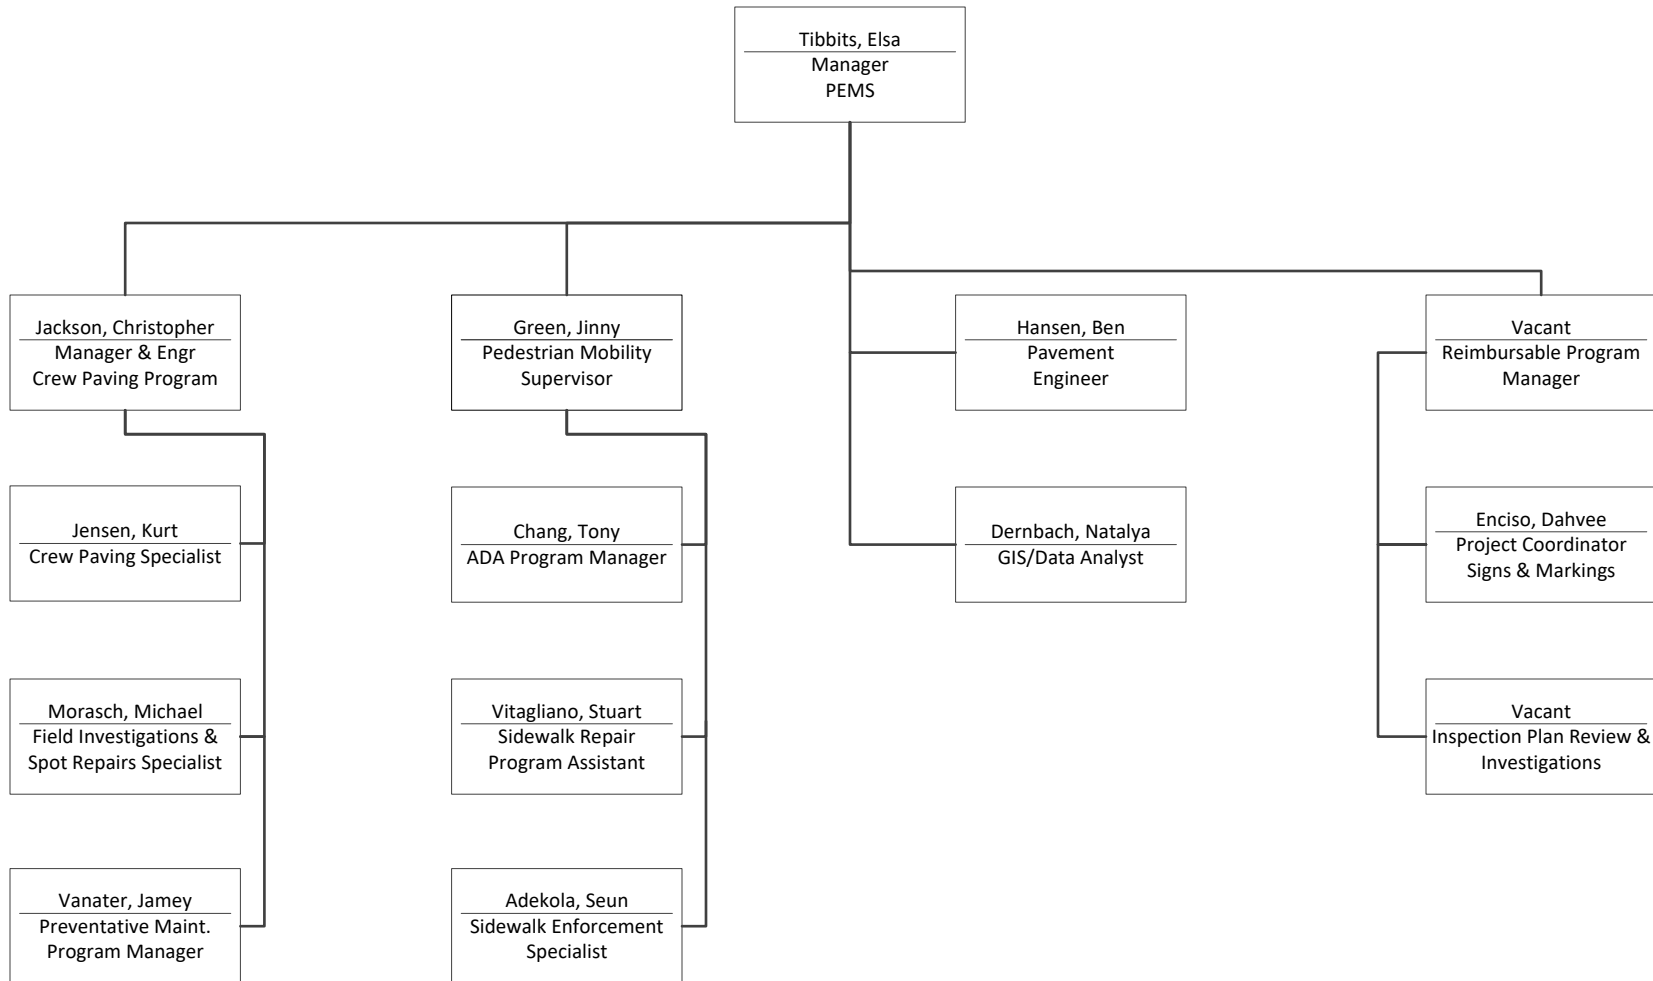 Tibbits, Elsa
Manager
PEMS
Jackson, Christopher
Manager & Engr
Crew Paving Program
Green, Jinny
Pedestrian Mobility
Supervisor
Hansen, Ben
Pavement
Engineer
Vacant
Reimbursable Program
Manager
Jensen, Kurt
Crew Paving Specialist
Chang, Tony
ADA Program Manager
Dernbach, Natalya
GIS/Data Analyst
Enciso, Dahvee
Project Coordinator
Signs & Markings
Morasch, Michael
Field Investigations &
Spot Repairs Specialist
Vitagliano, Stuart
Sidewalk Repair
Program Assistant
Vacant
Inspection Plan Review &
Investigations
Vanater, Jamey
Preventative Maint.
Program Manager
Adekola, Seun
Sidewalk Enforcement
Specialist